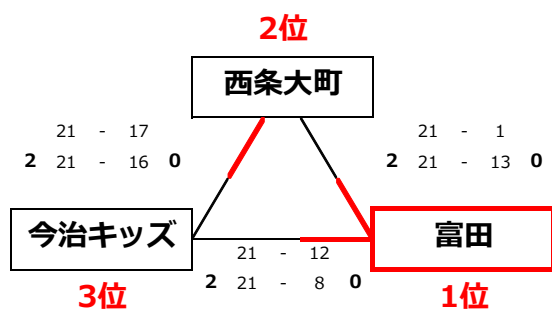 2位
西条大町
21 - 17
2 21 - 16 0
21 - 1
2 21 - 13 0
今治キッズ
富田
21 - 12
2 21 - 8 0
3位
1位